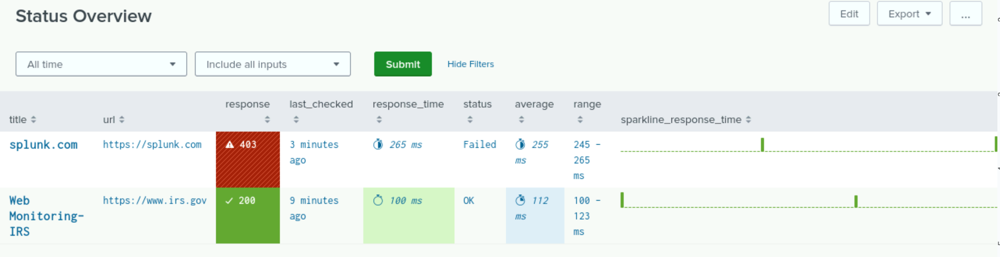 Status Overview
Edit
Export
...
All time
Include all inputs
Submit
Hide Filters
title
url
response
last_checked
response_time
status
average
range
sparkline_response_time
splunk.com
https://splunk.com
403
3 minutes
ago
265 ms
Failed
255
ms
245 -
265
ms
Web
Monitoring-
IRS
https://www.irs.gov
200
9 minutes
ago
100 ms
OK
112
ms
100 -
123
ms